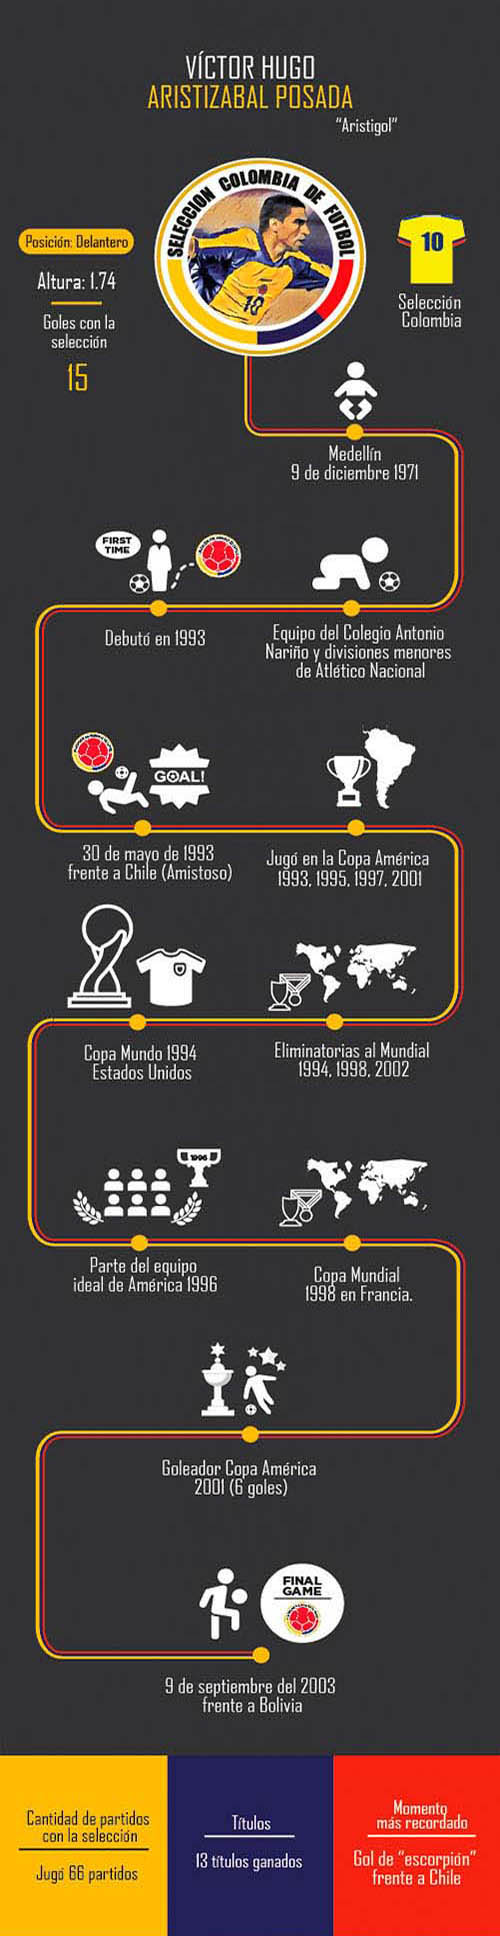 VÍCTOR HUGO
ARISTIZABAL POSADA
"Aristigol"
SELECCION COLOMBIA DE FUTBOL
10
Posición: Delantero
Altura: 1.74
Goles con la
selección
15
10
Selección
Colombia
Medellín
9 de diciembre 1971
FIRST
TIME
Debutó en 1993
Equipo del Colegio Antonio
Nariño y divisiones menores
de Atlético Nacional
GOAL!
30 de mayo de 1993
frente a Chile (Amistoso)
Jugó en la Copa América
1993, 1995, 1997, 2001
Copa Mundo 1994
Estados Unidos
Eliminatorias al Mundial
1994, 1998, 2002
1996
Parte del equipo
ideal de América 1996
Copa Mundial
1998 en Francia.
Goleador Copa América
2001 (6 goles)
FINAL
GAME
9 de septiembre del 2003
frente a Bolivia
Cantidad de partidos
con la selección
Jugó 66 partidos
Títulos
13 títulos ganados
Momento
más recordado
Gol de "escorpión"
frente a Chile